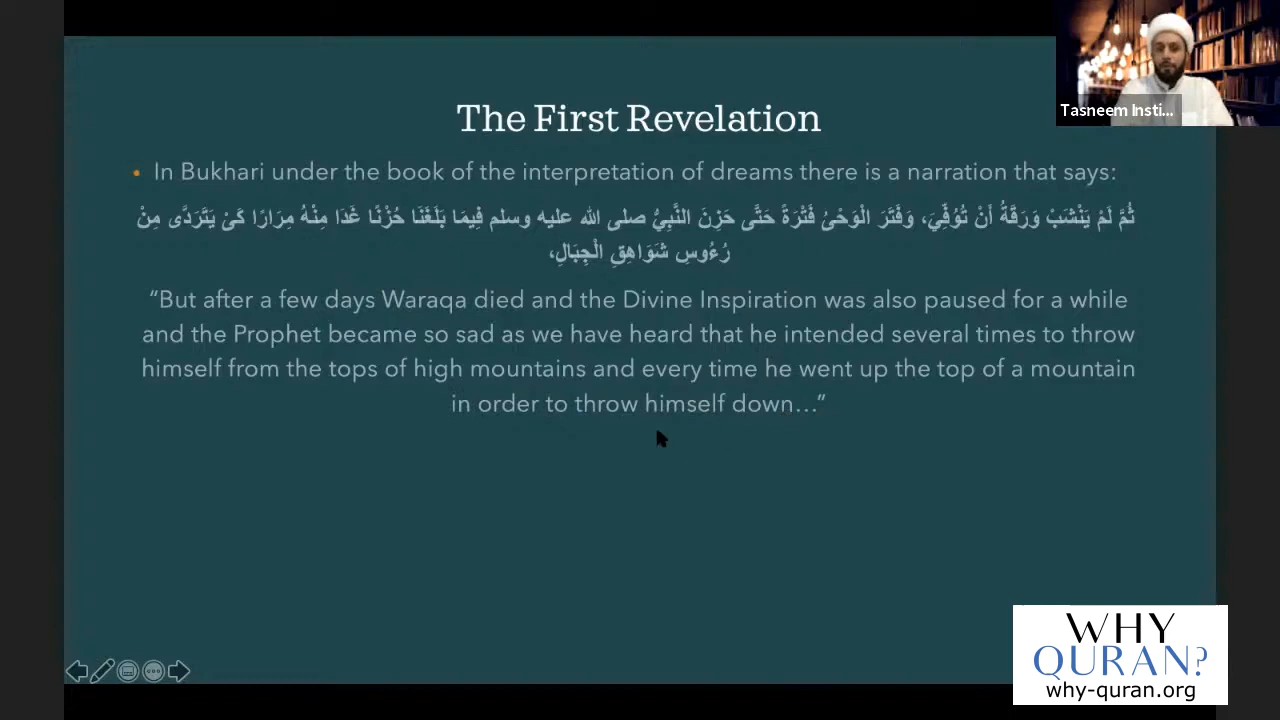 Tasneem Insti...
The First Revelation
• In Bukhari under the book of the interpretation of dreams there is a narration that says:
ثُمَّ لَمْ يَنْشَبْ وَرَقَةُ أَنْ تُوُفِّيَ، وَفَتَرَ الْوَحْىُ فَتْرَةً حَتَّى حَزِنَ النَّبِيُّ صلى الله عليه وسلم فِيمَا بَلَغَنَا حُزْنًا غَدَا مِنْهُ مِرَارًا كَىْ يَتَرَدَّى مِنْ
رُءُوسِ شَوَاهِقِ الْجِبَالِ،
“But after a few days Waraqa died and the Divine Inspiration was also paused for a while
and the Prophet became so sad as we have heard that he intended several times to throw
himself from the tops of high mountains and every time he went up the top of a mountain
in order to throw himself down...”
WHY
QURAN?
why-quran.org